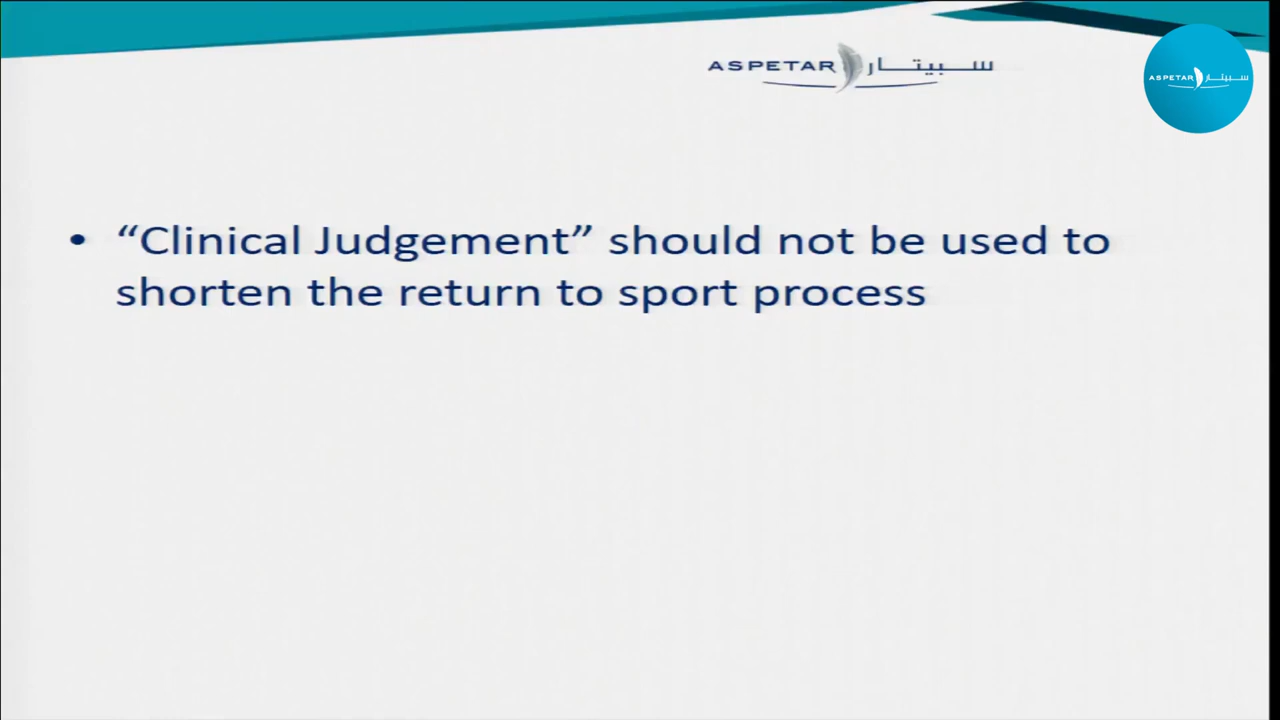 ASPETAR سبيتار
ASPETAR سبيتار
• “Clinical Judgement” should not be used to
shorten the return to sport process